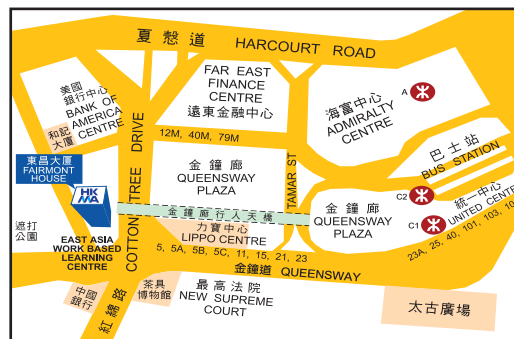 夏慤道 HARCOURT ROAD
美國
銀行中心
BANK OF
AMERICA
CENTRE
和記
大廈
FAR EAST
FINANCE
CENTRE
遠東金融中心
海富中心
ADMIRALTY
CENTRE
A
12M, 40M, 79M
COTTON TREE DRIVE
紅綿路
TAMAR ST
巴士站
BUS STATION
東昌大廈
FAIRMONT
HOUSE
HK
MA
金鐘廊
QUEENSWAY
PLAZA
金鐘廊行人天橋
金鐘廊
QUEENSWAY
PLAZA
C2
C1
統一中心
UNITED CENTRE
23A, 25, 40, 101, 103, 10
遮打
公園
EAST ASIA
WORK BASED
LEARNING
CENTRE
力寶中心
LIPPO CENTRE
5, 5A, 5B, 5C, 11, 15, 21, 23
金鐘道 QUEENSWAY
中國
銀行
茶具
博物館
最高法院
NEW SUPREME
COURT
太古廣場